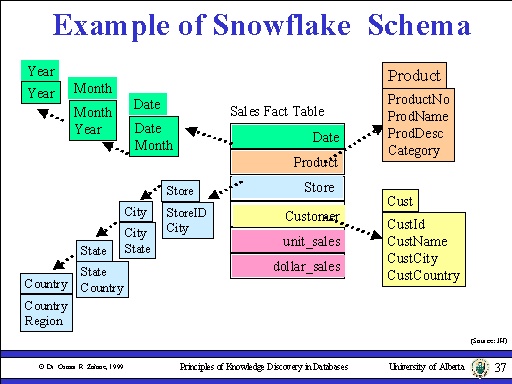 Example of Snowflake Schema
Year
Year
Month
Month
Year
Date
Date
Month
Sales Fact Table
Date
Product
Store
Customer
unit_sales
dollar_sales
Product
ProductNo
ProdName
ProdDesc
Category
Cust
CustId
CustName
CustCity
CustCountry
Store
StoreID
City
City
City
State
State
State
Country
Country
Country
Region
(Source: JH)
© Dr. Osmar R. Zaïane, 1999
Principles of Knowledge Discovery in Databases
University of Alberta
37